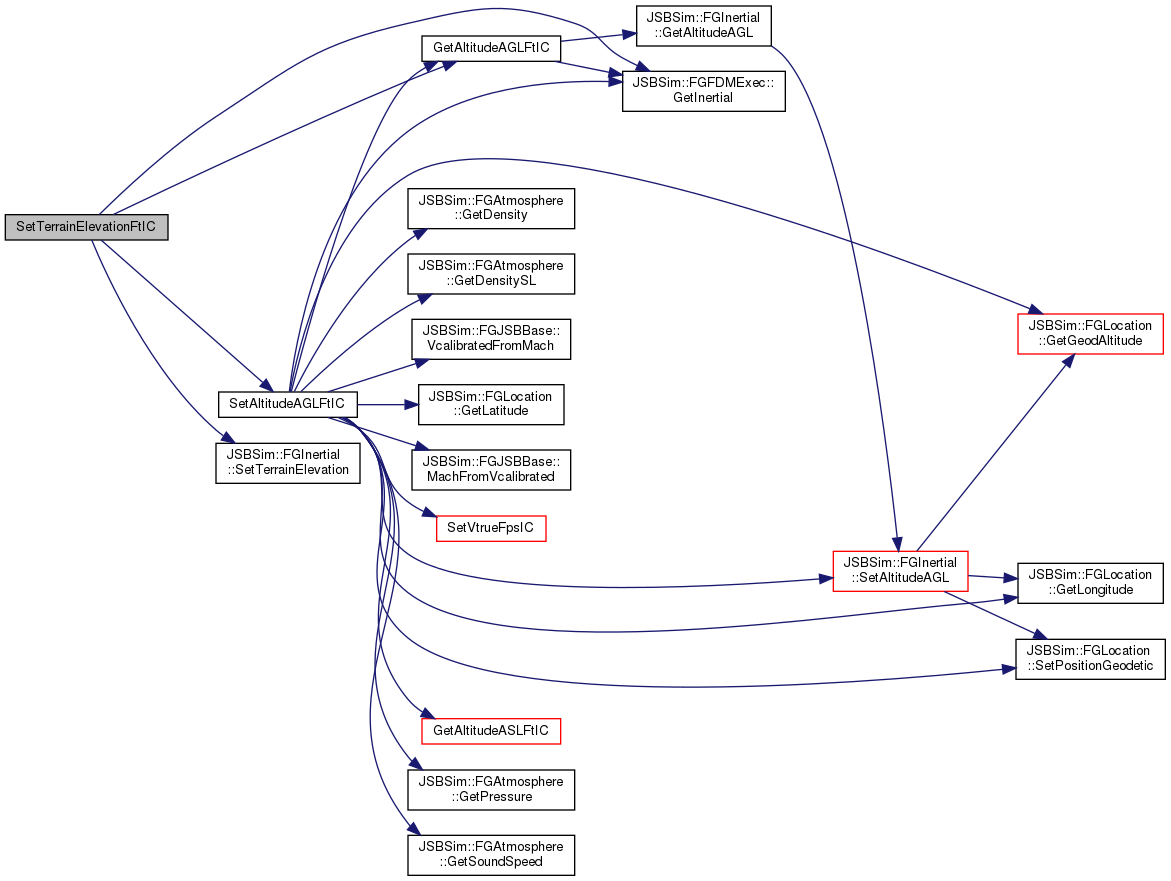 SetTerrainElevationFtIC
GetAltitudeAGLFtIC
JSBSim::FGInertial
::GetAltitudeAGL
JSBSim::FGFDMExec::
GetInertial
JSBSim::FGAtmosphere
::GetDensity
JSBSim::FGAtmosphere
::GetDensitySL
JSBSim::FGJSBBase::
VcalibratedFromMach
SetAltitudeAGLFtIC
JSBSim::FGLocation
::GetLatitude
JSBSim::FGInertial
::SetTerrainElevation
JSBSim::FGJSBBase::
MachFromVcalibrated
SetVtrueFpsIC
JSBSim::FGLocation
::GetGeodAltitude
JSBSim::FGInertial
::SetAltitudeAGL
JSBSim::FGLocation
::GetLongitude
JSBSim::FGLocation
::SetPositionGeodetic
GetAltitudeASLFtIC
JSBSim::FGAtmosphere
::GetPressure
JSBSim::FGAtmosphere
::GetSoundSpeed